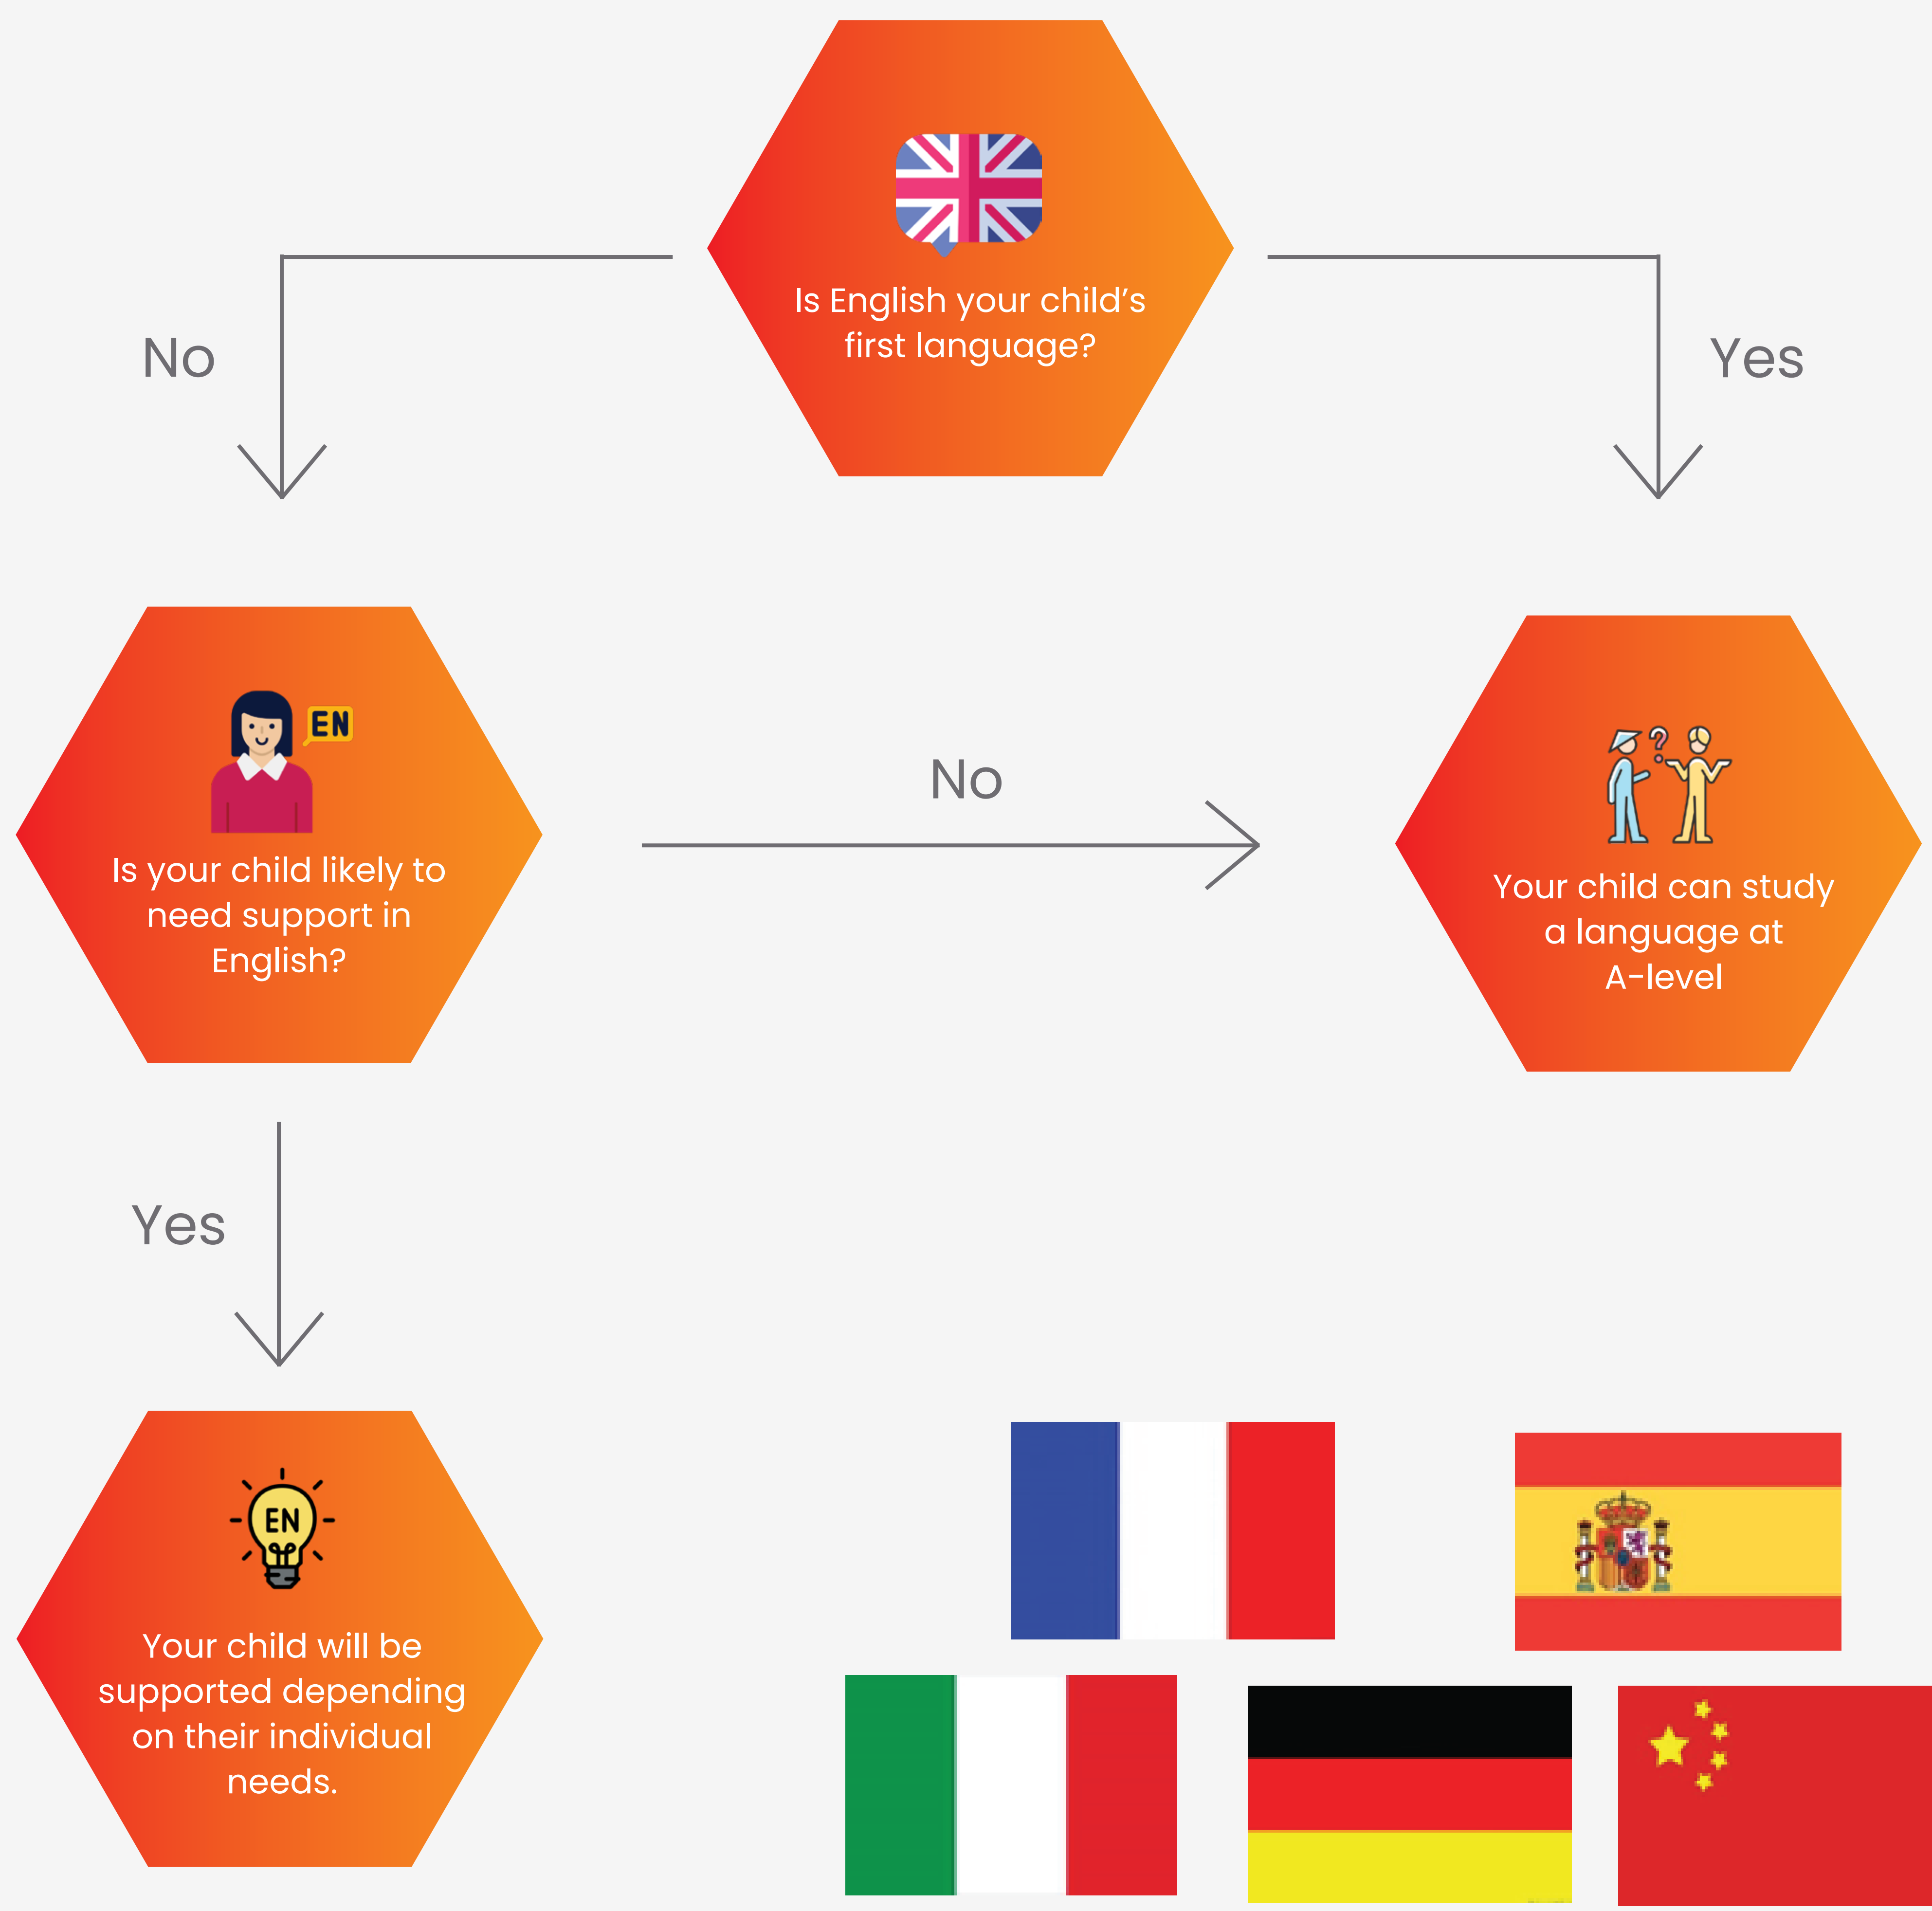 Is English your child’s
first language?
No
Yes
EN
Is your child likely to
need support in
English?
No
?
Your child can study
a language at
A-level
Yes
EN
Your child will be
supported depending
on their individual
needs.